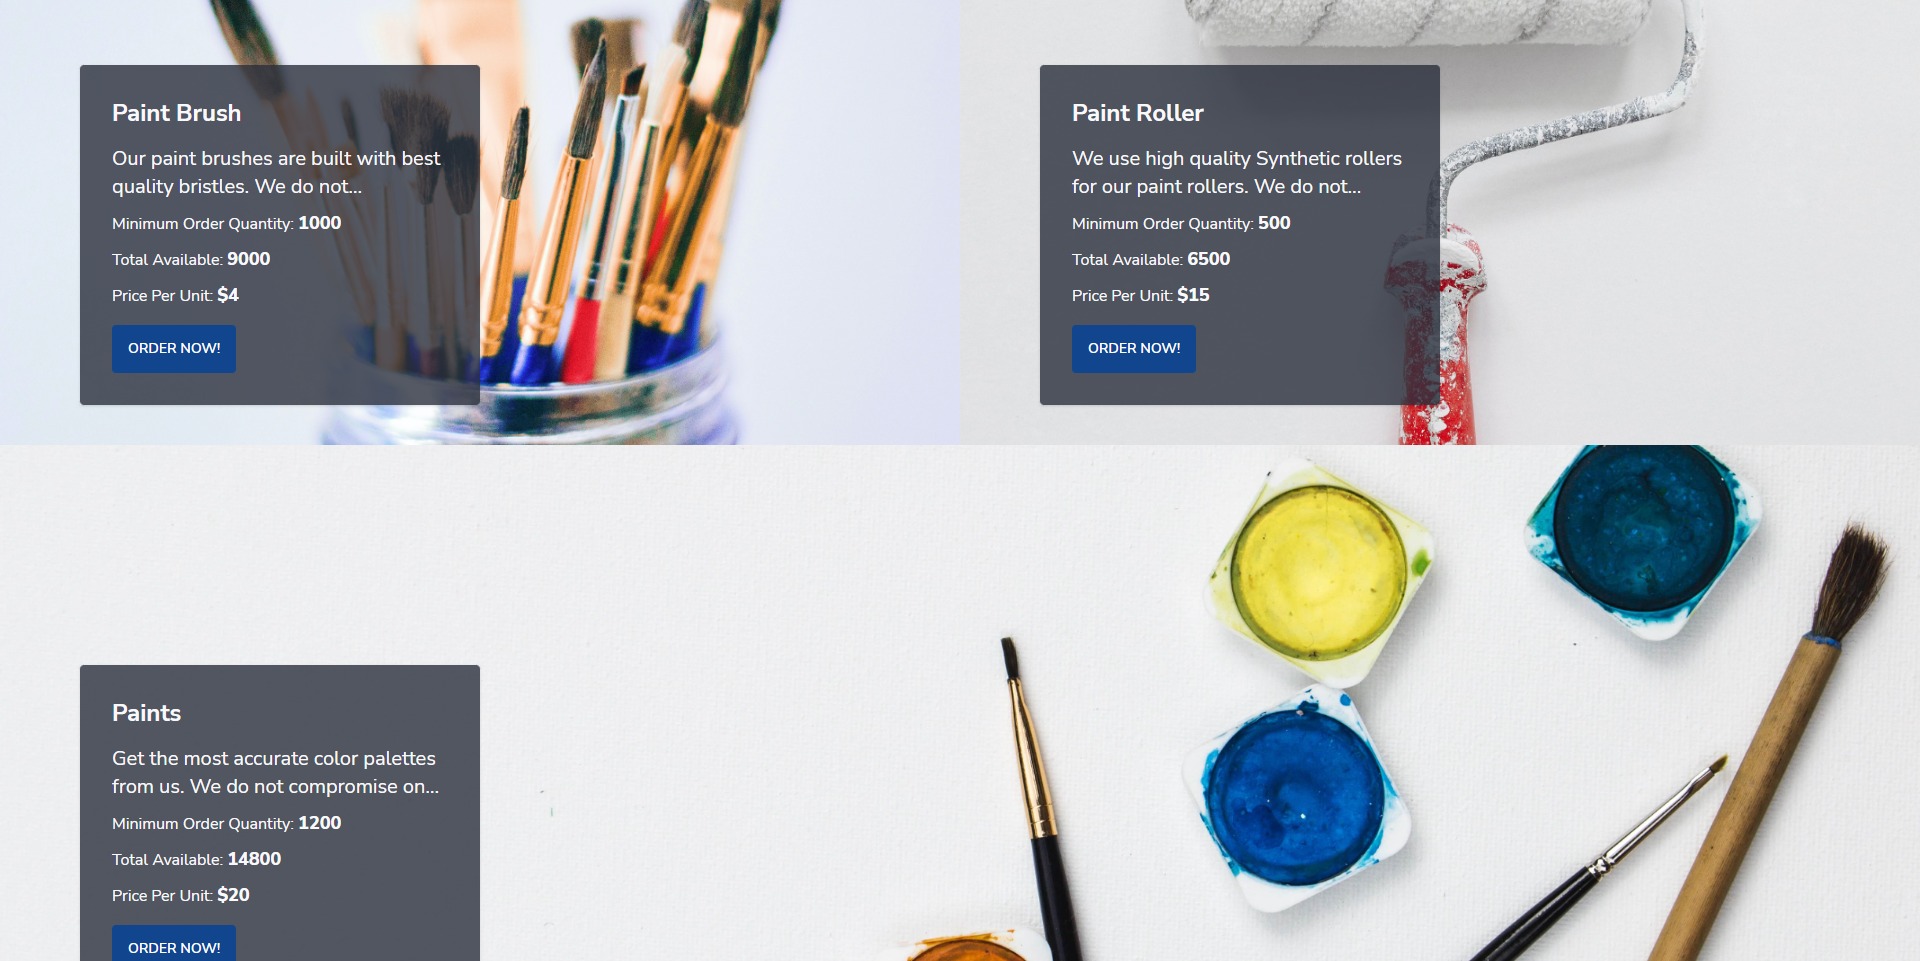 Paint Brush
Our paint brushes are built with best
quality bristles. We do not...
Minimum Order Quantity: 1000
Total Available: 9000
Price Per Unit: $4
ORDER NOW!
Paint Roller
We use high quality Synthetic rollers
for our paint rollers. We do not...
Minimum Order Quantity: 500
Total Available: 6500
Price Per Unit: $15
ORDER NOW!
Paints
Get the most accurate color palettes
from us. We do not compromise on...
Minimum Order Quantity: 1200
Total Available: 14800
Price Per Unit: $20
ORDER NOW!